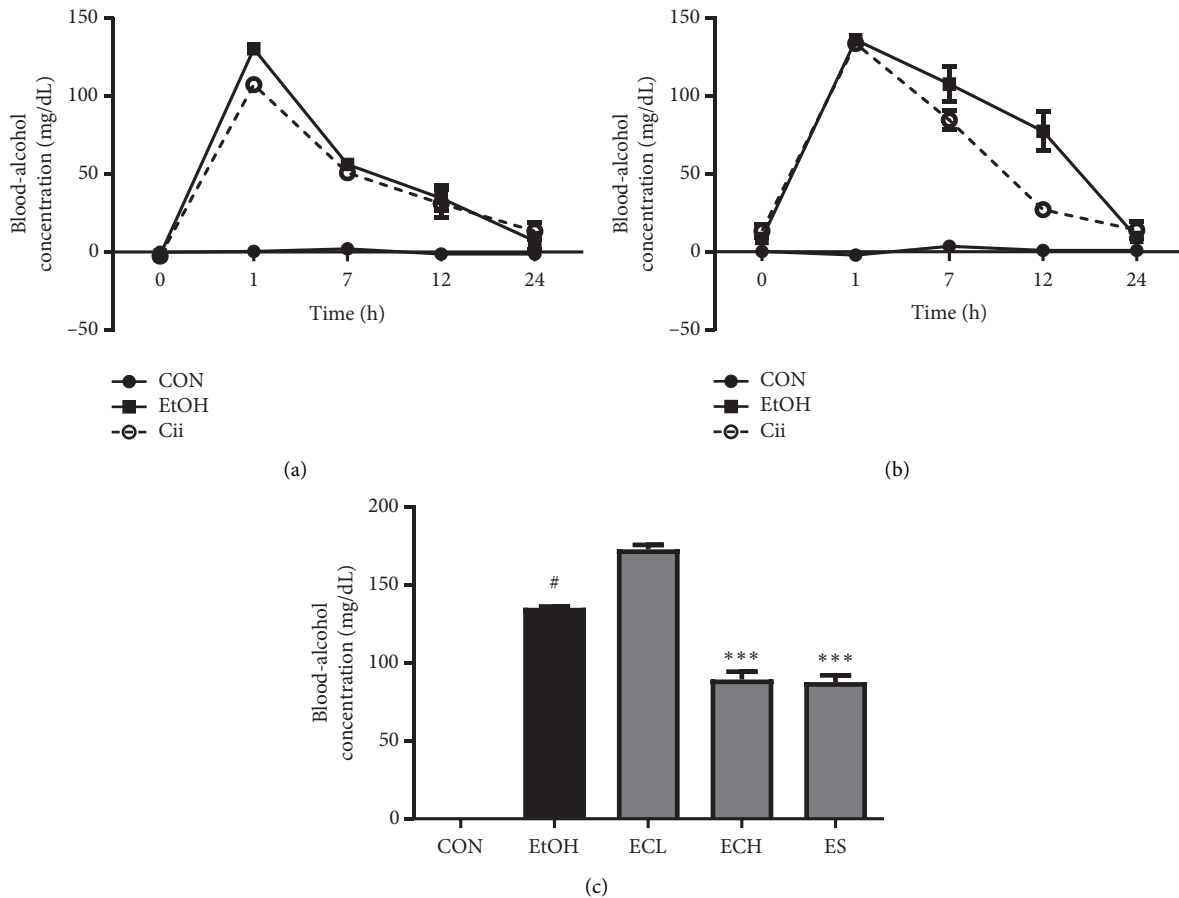 150
100
50
0
−50
Blood-alcohol
concentration (mg/dL)
0 1 7 12 24
Time (h)
CON
EtOH
Cii
(a)
150
100
50
0
−50
Blood-alcohol
concentration (mg/dL)
0 1 7 12 24
Time (h)
CON
EtOH
Cii
(b)
200
150
100
50
0
Blood-alcohol
concentration (mg/dL)
#
*** ***
CON EtOH ECL ECH ES
(c)